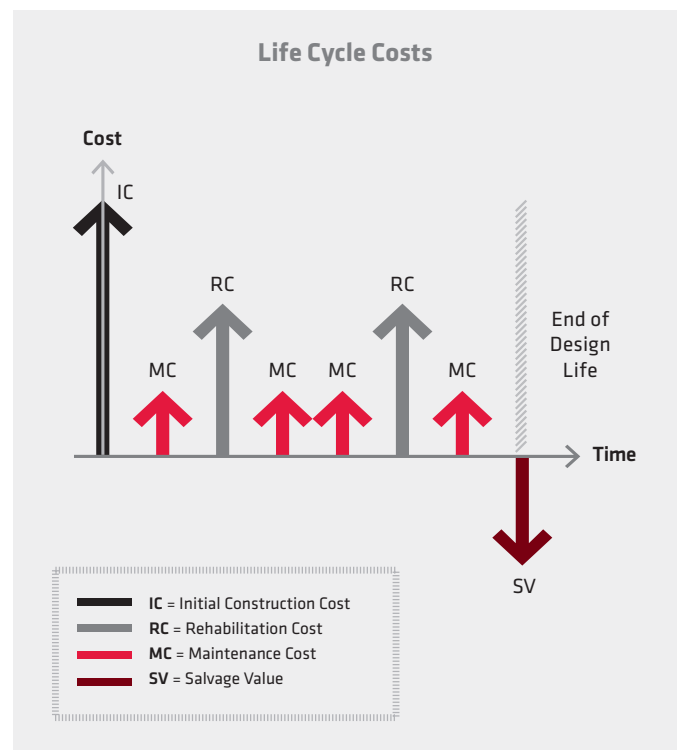 Life Cycle Costs
Cost
IC
RC
RC
MC
MC
MC
MC
End of
Design
Life
Time
SV
IC = Initial Construction Cost
RC = Rehabilitation Cost
MC = Maintenance Cost
SV = Salvage Value